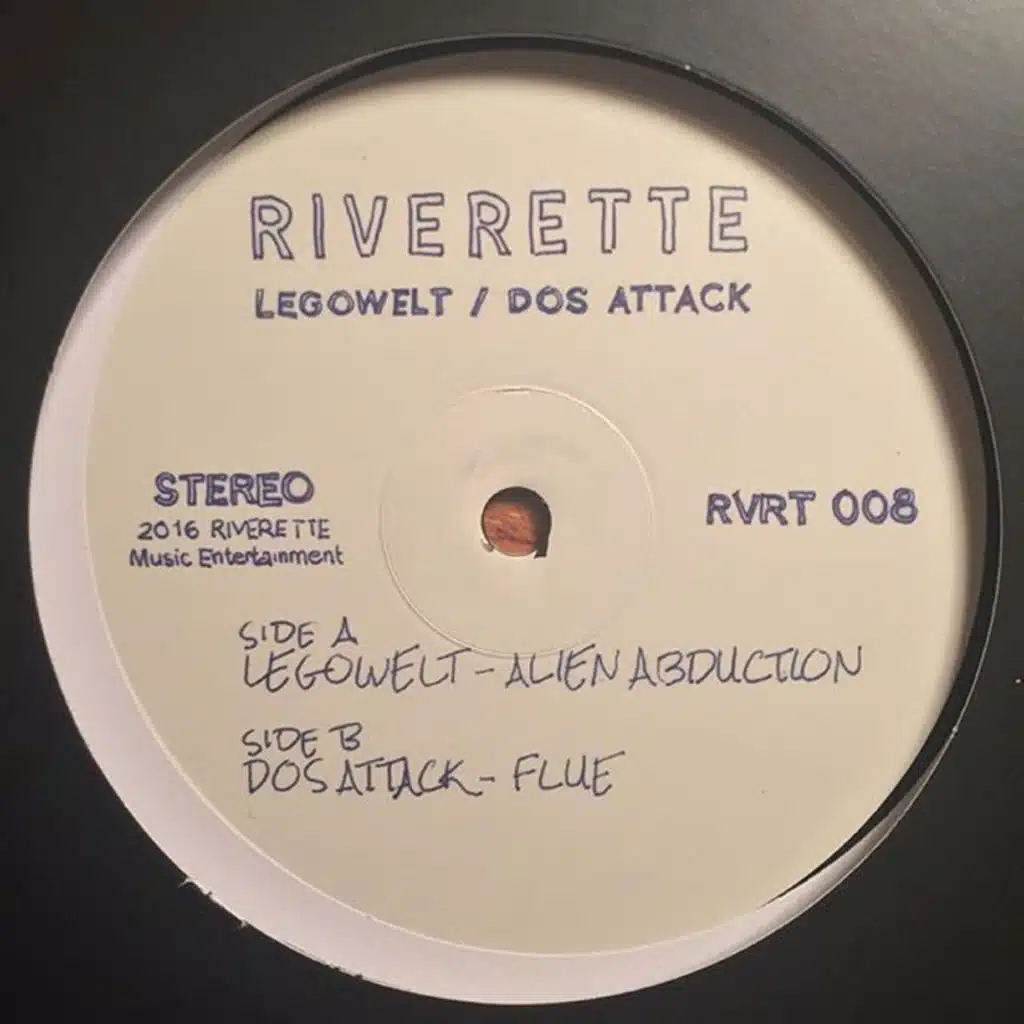 RIVERETTE
LEGOWELT / DOS ATTACK
STEREO
2016 RIVERETTE
Music Entertainment
RVRT 008
SIDE A
LEGOWELT - ALIEN ABDUCTION
SIDE B
DOS ATTACK - FLUE